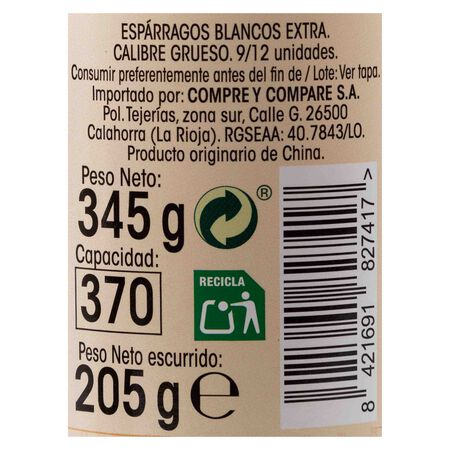 ESPÁRRAGOS BLANCOS EXTRA.
CALIBRE GRUESO. 9/12 unidades.
Consumir preferentemente antes del fin de / Lote: Ver tapa.
Importado por: COMPRE Y COMPARE S.A.
Pol. Tejerías, zona sur, Calle G. 26500
Calahorra (La Rioja). RGSEAA: 40.7843/LO.
Producto originario de China.
Peso Neto:
345 g
®
Capacidad:
370
RECICLA
Peso Neto escurrido:
205 g ℮
8 421691 827417 >